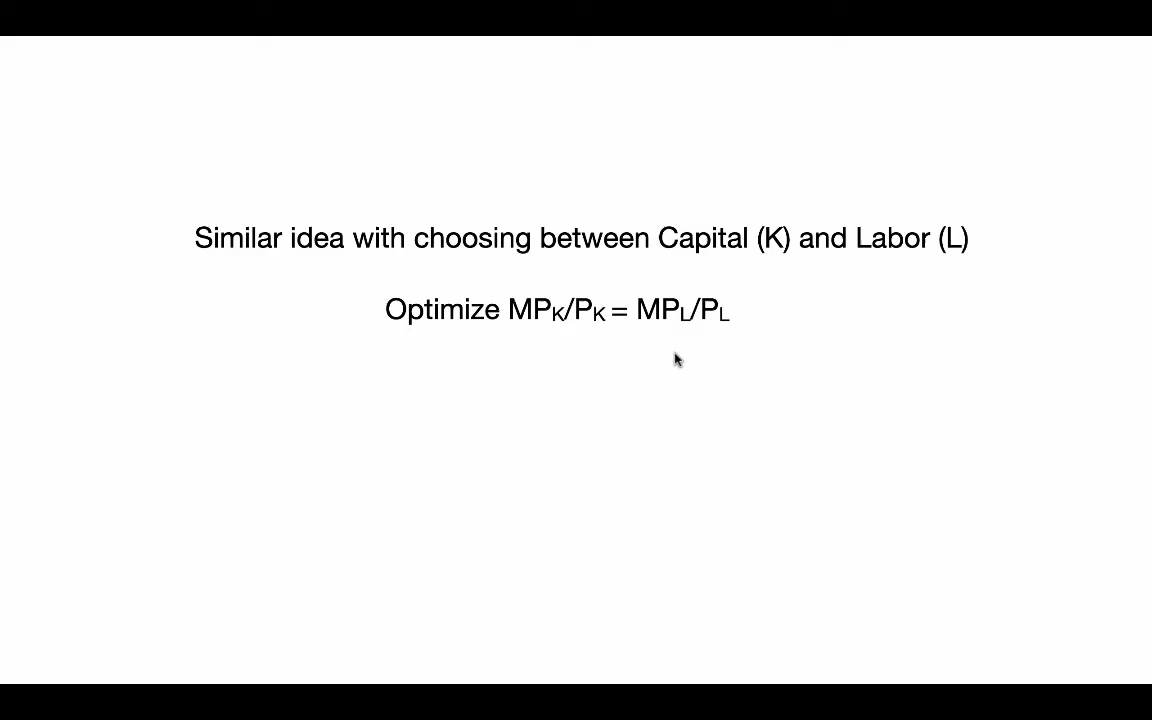 Similar idea with choosing between Capital (K) and Labor (L)
Optimize MPK/PK = MPL/PL